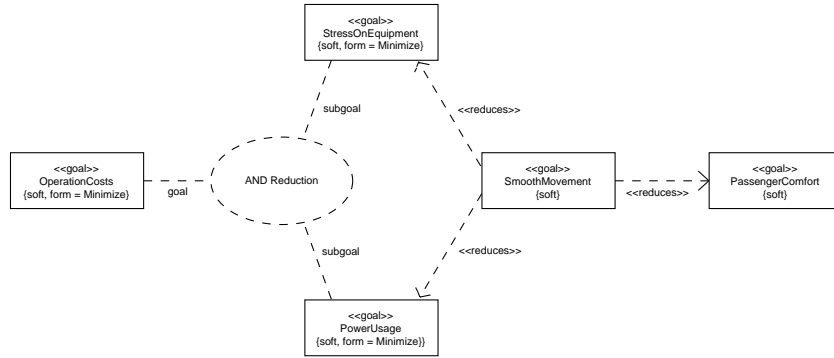 <<goal>>
StressOnEquipment
{soft, form = Minimize}
subgoal
<<reduces>>
<<goal>>
OperationCosts
{soft, form = Minimize}
goal
AND Reduction
<<goal>>
SmoothMovement
{soft}
<<reduces>>
<<goal>>
PassengerComfort
{soft}
subgoal
<<reduces>>
<<goal>>
PowerUsage
{soft, form = Minimize}}